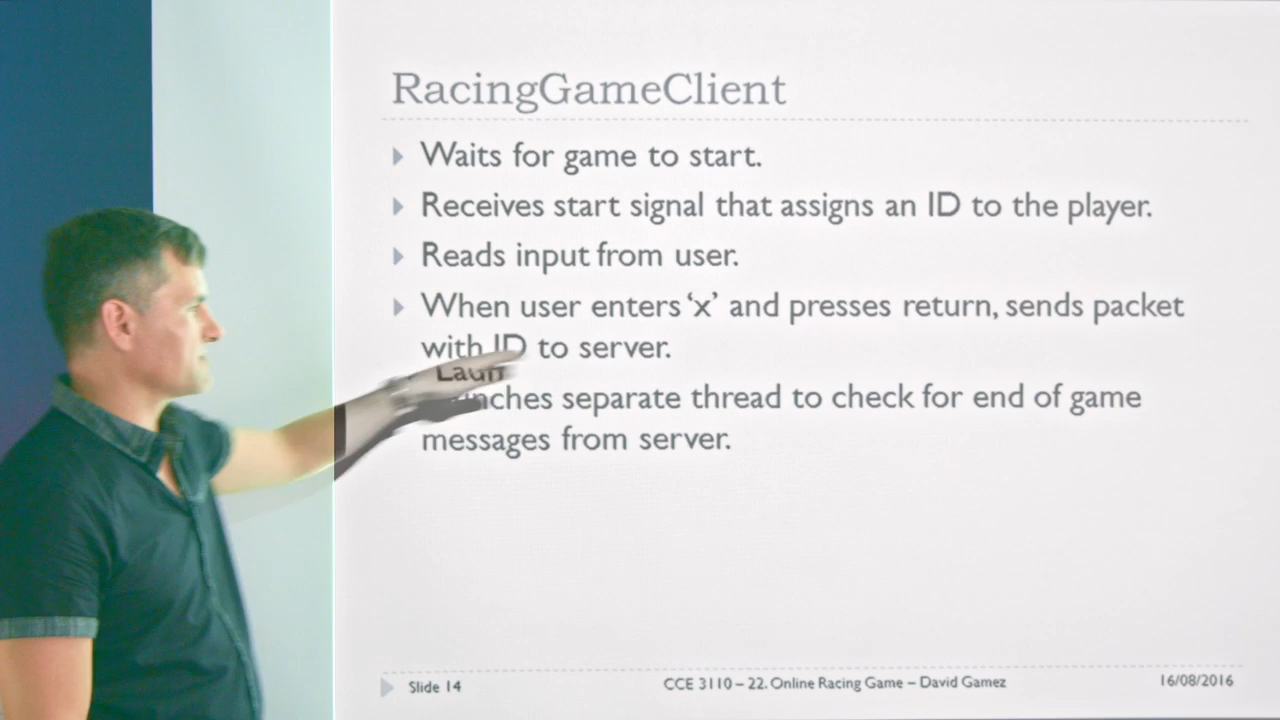 RacingGameClient
Waits for game to start.
Receives start signal that assigns an ID to the player.
Reads input from user.
When user enters ‘x’ and presses return, sends packet
with ID to server.
Launches separate thread to check for end of game
messages from server.
Slide 14
CCE 3110 – 22. Online Racing Game – David Gamez
16/08/2016